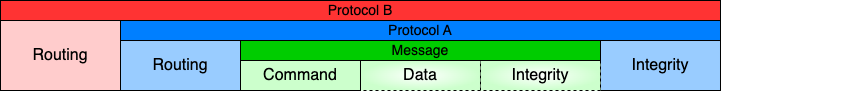 Protocol B
Protocol A
Routing
Routing
Message
Integrity
Command
Data
Integrity